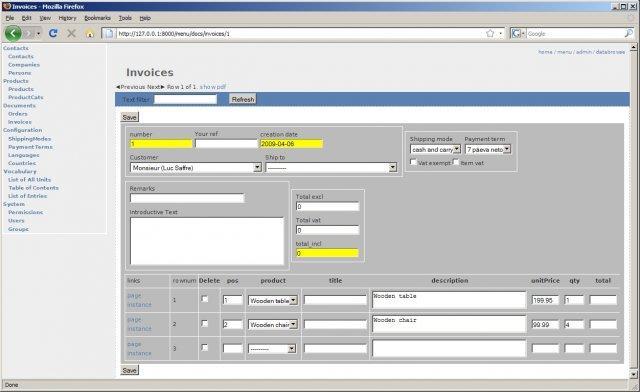 Invoices - Mozilla Firefox
File Edit View History Bookmarks Tools Help
http://127.0.0.1:8000/menu/docs/invoices/1
Google
home / menu / admin / databrowse
Contacts
Contacts
Companies
Persons
Products
Products
ProductCats
Documents
Orders
Invoices
Configuration
ShippingModes
PaymentTerms
Languages
Countries
Vocabulary
List of All Units
Table of Contents
List of Entries
System
Permissions
Users
Groups
Invoices
Previous Next Row 1 of 1. show pdf
Text filter Refresh
Save
number Your ref creation date
1 2009-04-06
Shipping mode Payment term
cash and carry 7 päeva neto
Vat exempt Item vat
Customer Ship to
Monsieur (Luc Saffre) ---------
Remarks
Introductive Text
Total excl
0
Total vat
0
total_incl
0
links rownum Delete pos product title description unitPrice qty total
page instance 1 1 Wooden table Wooden table 199.95 1
page instance 2 2 Wooden chair Wooden chair 99.99 4
page instance 3 ---------
Save
Done